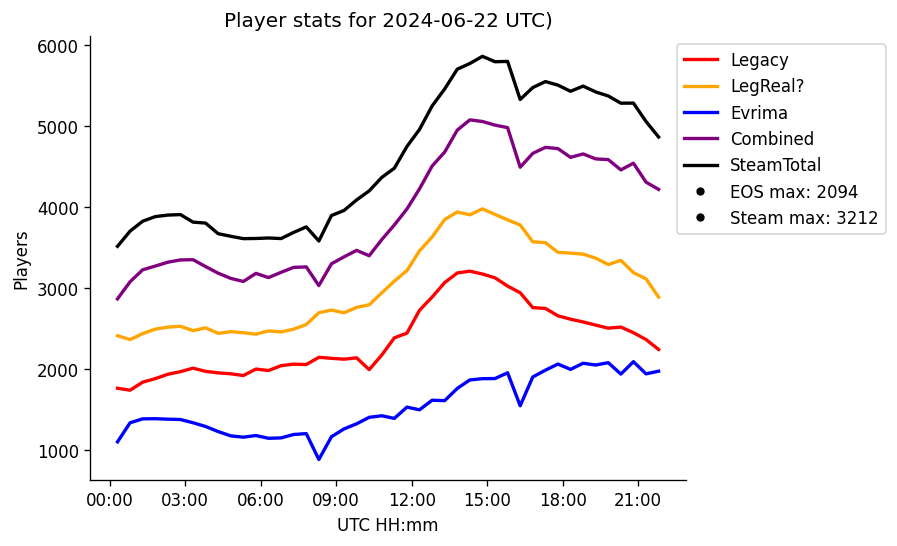 Player stats for 2024-06-22 UTC)
Players
6000
5000
4000
3000
2000
1000
00:00 03:00 06:00 09:00 12:00 15:00 18:00 21:00
UTC HH:mm
Legacy
LegReal?
Evrima
Combined
SteamTotal
EOS max: 2094
Steam max: 3212